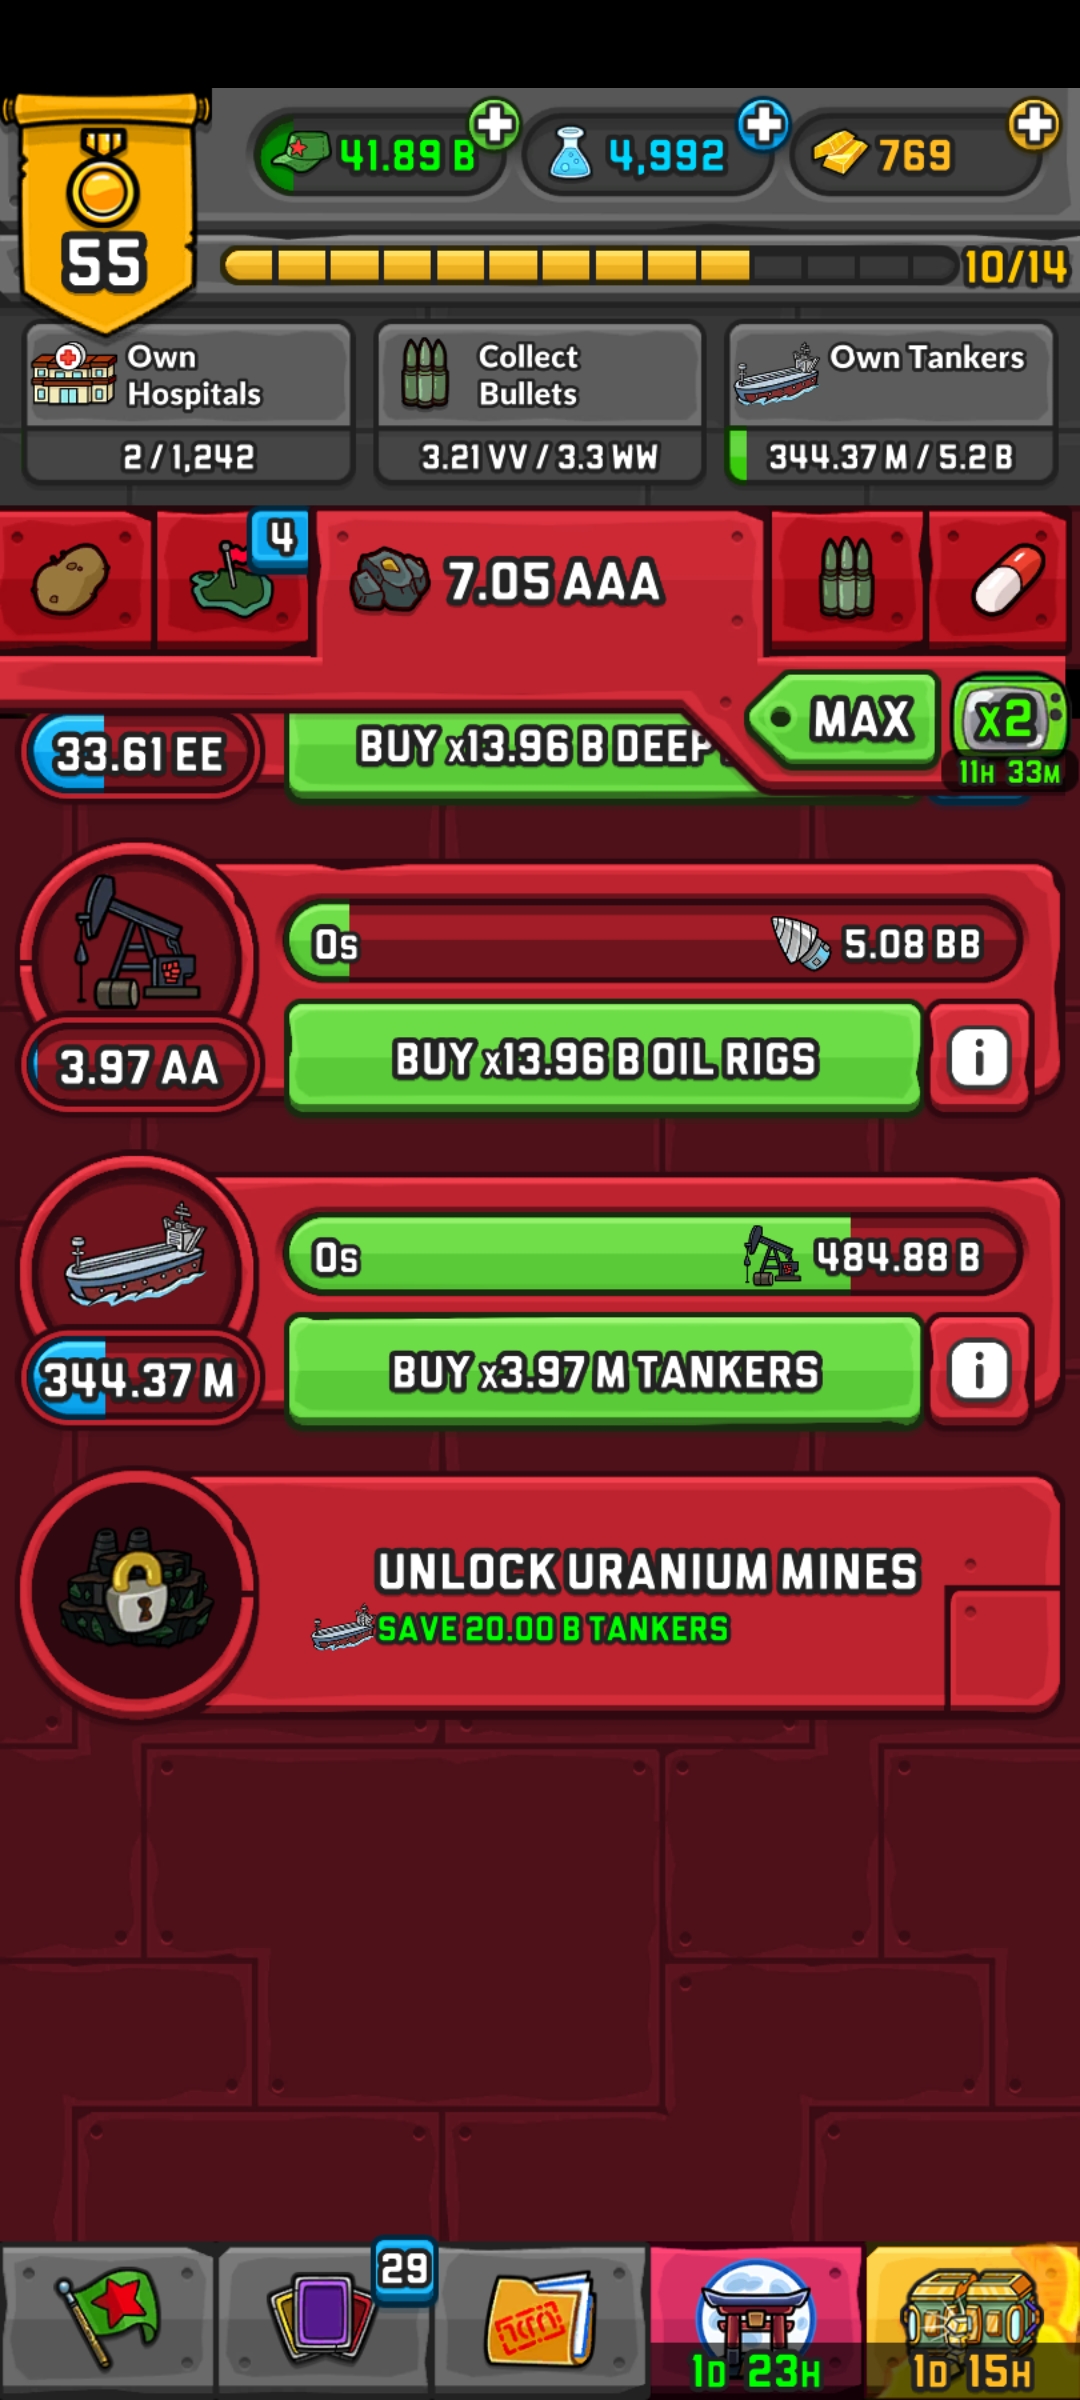 41.89 B
4,992
769
55
10/14
Own
Hospitals
2 / 1,242
Collect
Bullets
3.21 VV / 3.3 WW
Own Tankers
344.37 M / 5.2 B
4
7.05 AAA
MAX
x2
11H 33M
33.61 EE
BUY x13.96 B DEEP
0s
5.08 BB
3.97 AA
BUY x13.96 B OIL RIGS
i
0s
484.88 B
344.37 M
BUY x3.97 M TANKERS
i
UNLOCK URANIUM MINES
SAVE 20.00 B TANKERS
29
1D 23H
1D 15H